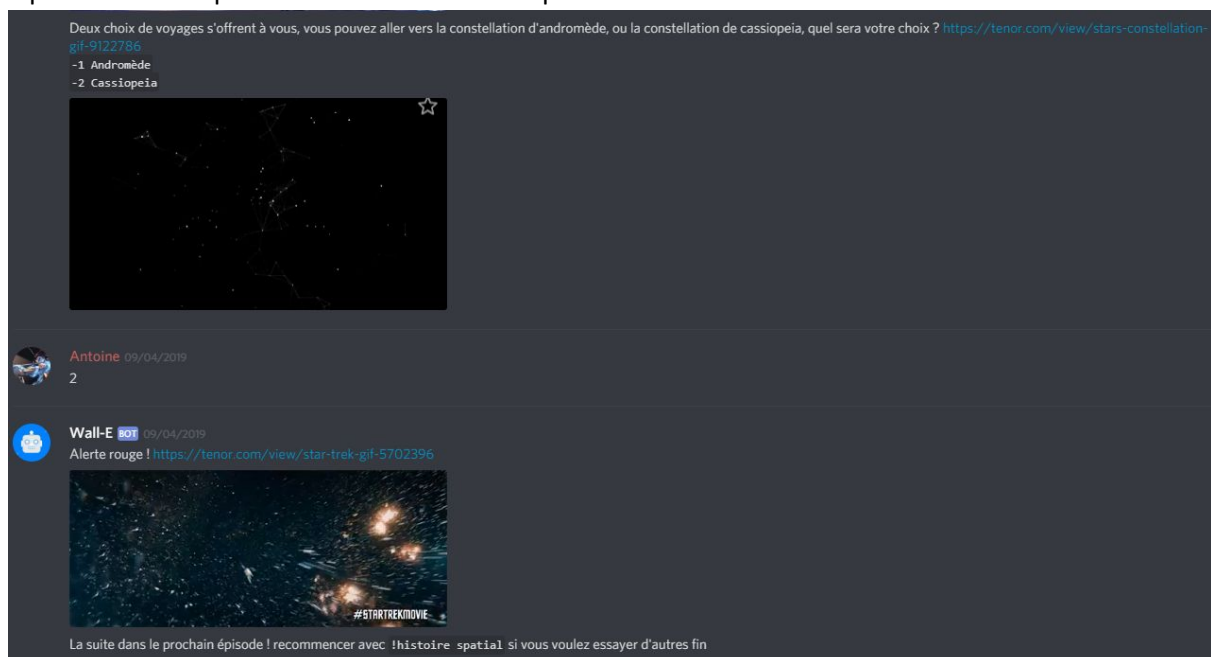 Deux choix de voyages s'offrent à vous, vous pouvez aller vers la constellation d'andromède, ou la constellation de cassiopeia, quel sera votre choix ? https://tenor.com/view/stars-constellation-
gif-9122786
-1 Andromède
-2 Cassiopeia
Antoine 09/04/2019
2
Wall-E BOT 09/04/2019
Alerte rouge ! https://tenor.com/view/star-trek-gif-5702396
#STARTREKMOVIE
La suite dans le prochain épisode ! recommencer avec !histoire spatial si vous voulez essayer d'autres fin